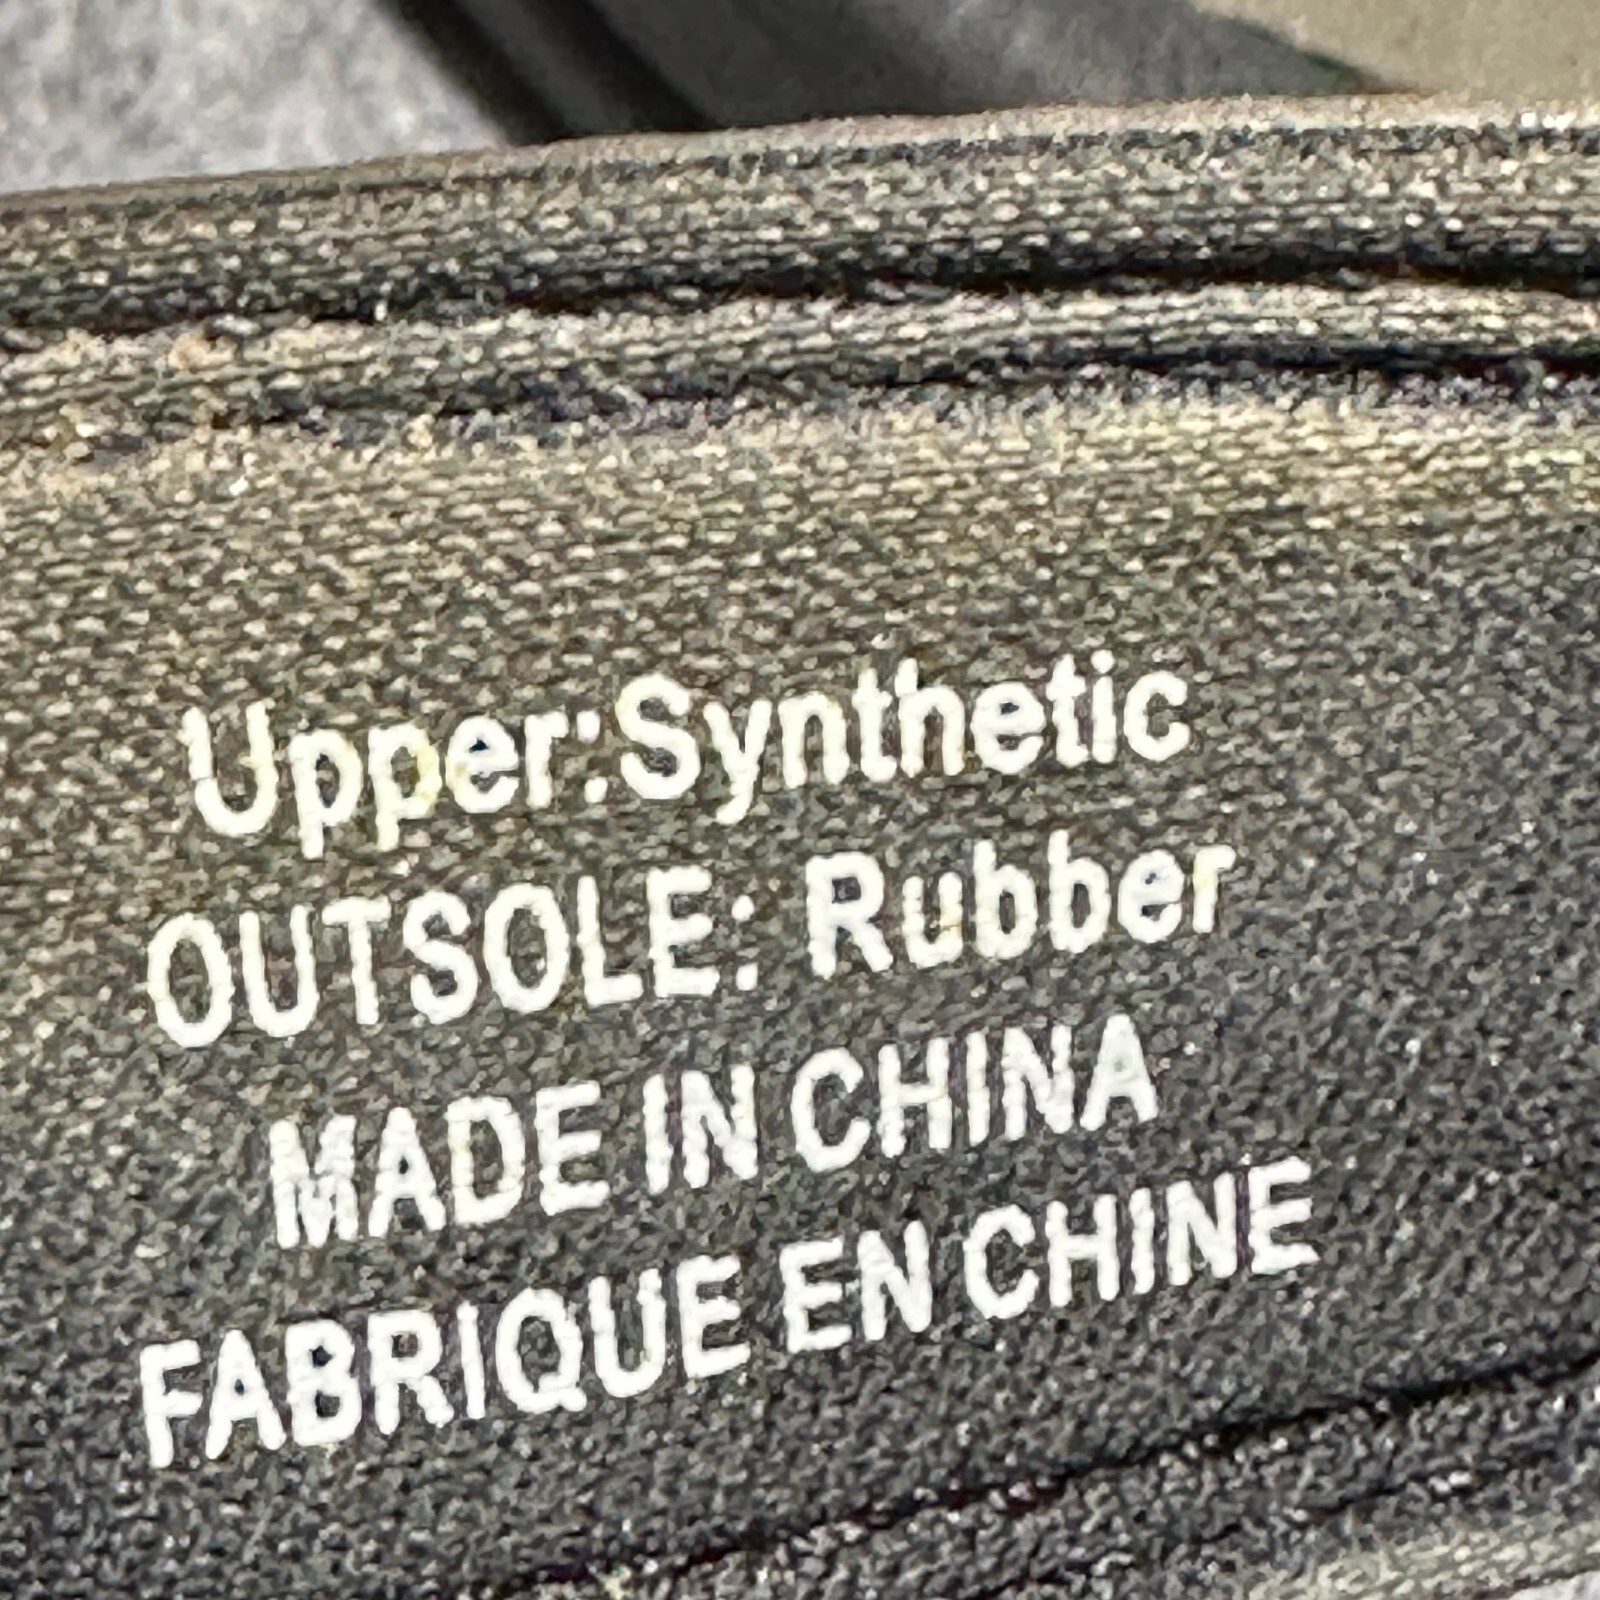 Upper:Synthetic
OUTSOLE: Rubber
MADE IN CHINA
FABRIQUE EN CHINE